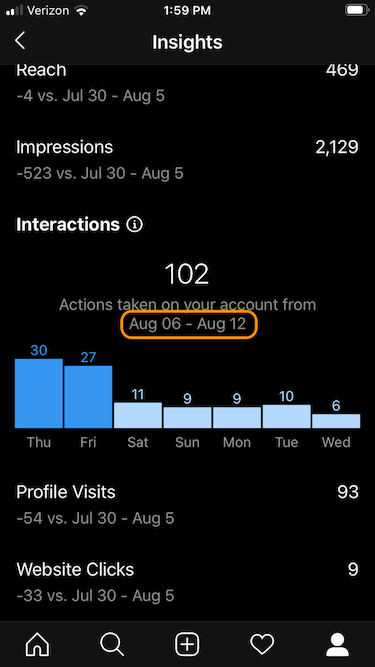 Verizon 1:59 PM
Insights
Reach 469
-4 vs. Jul 30 - Aug 5
Impressions 2,129
-523 vs. Jul 30 - Aug 5
Interactions
102
Actions taken on your account from
Aug 06 - Aug 12
30 27 11 9 9 10 6
Thu Fri Sat Sun Mon Tue Wed
Profile Visits 93
-54 vs. Jul 30 - Aug 5
Website Clicks 9
-33 vs. Jul 30 - Aug 5